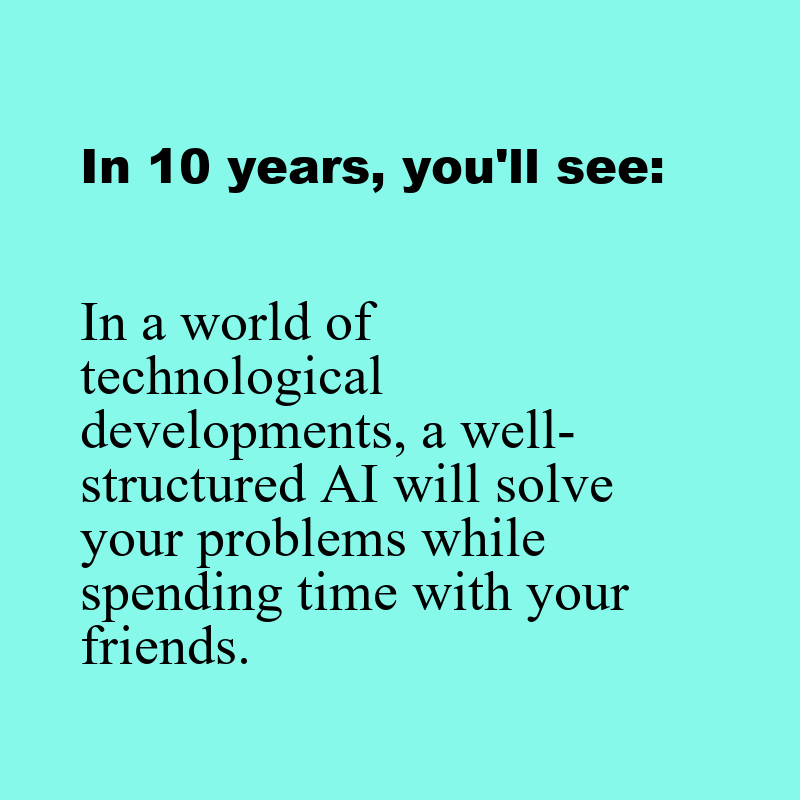 In 10 years, you'll see:
In a world of
technological
developments, a well-
structured AI will solve
your problems while
spending time with your
friends.